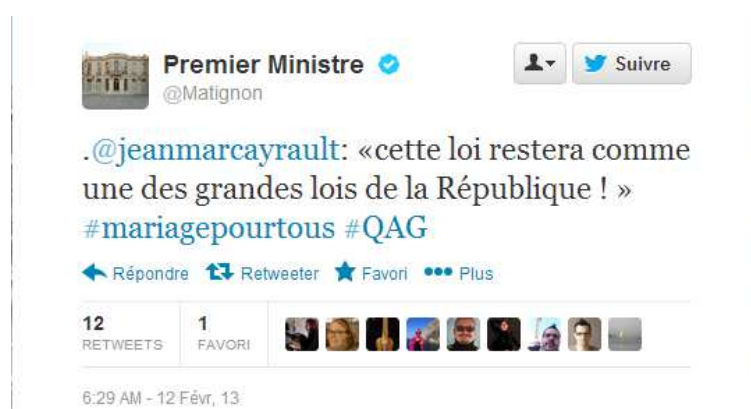 Premier Ministre
Suivre
@Matignon
.@jeanmarcayrault: «cette loi restera comme
une des grandes lois de la République ! »
#mariagepourtous #QAG
Répondre Retweeter Favori Plus
12 1
RETWEETS FAVORI
6:29 AM - 12 Févr, 13